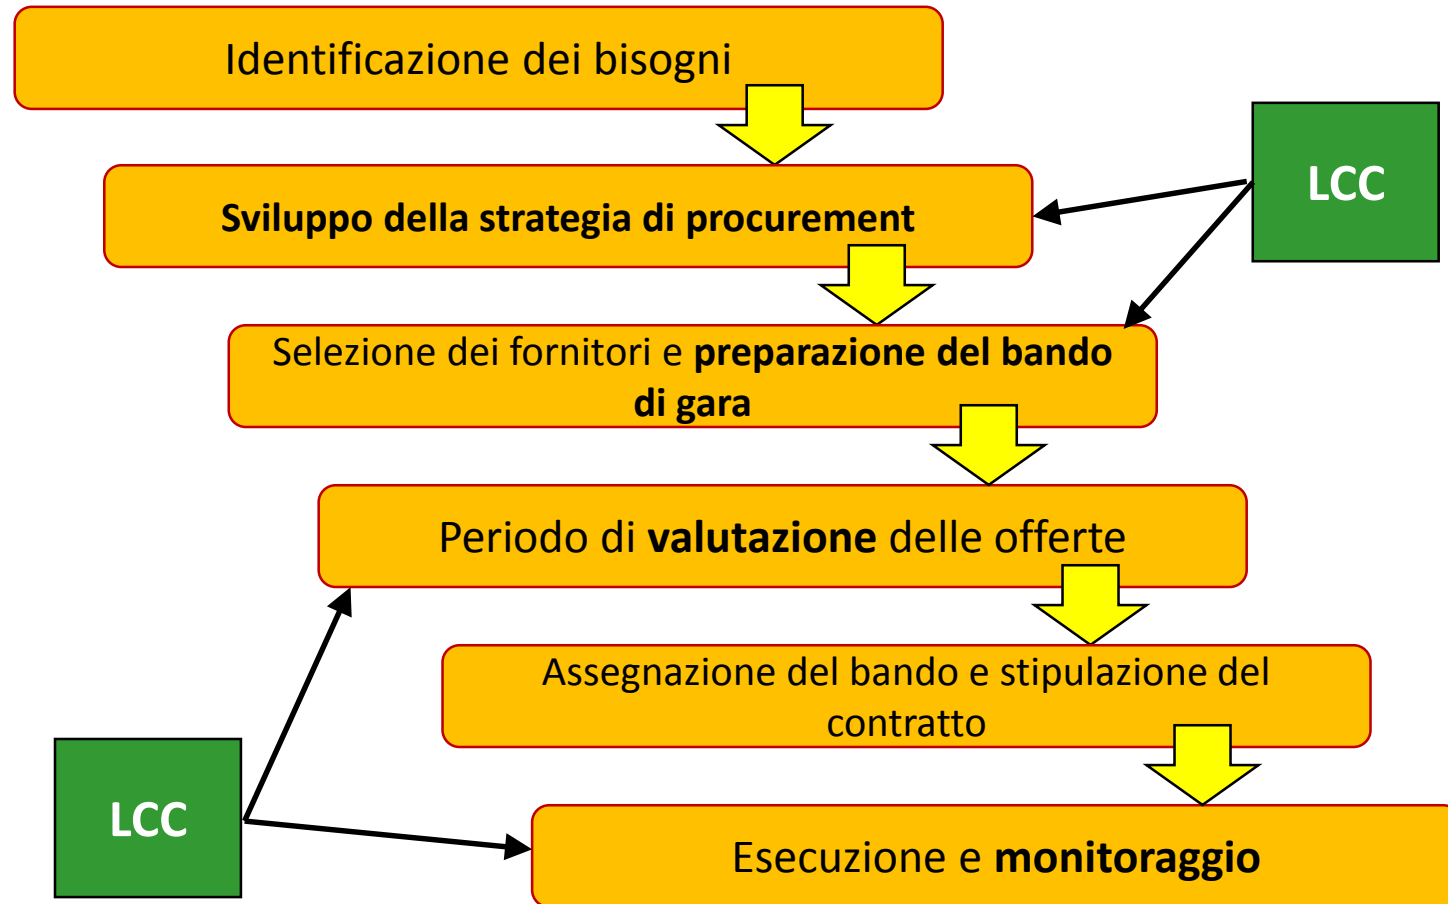 Identificazione dei bisogni
LCC
Sviluppo della strategia di procurement
Selezione dei fornitori e preparazione del bando
di gara
Periodo di valutazione delle offerte
Assegnazione del bando e stipulazione del
contratto
LCC
Esecuzione e monitoraggio